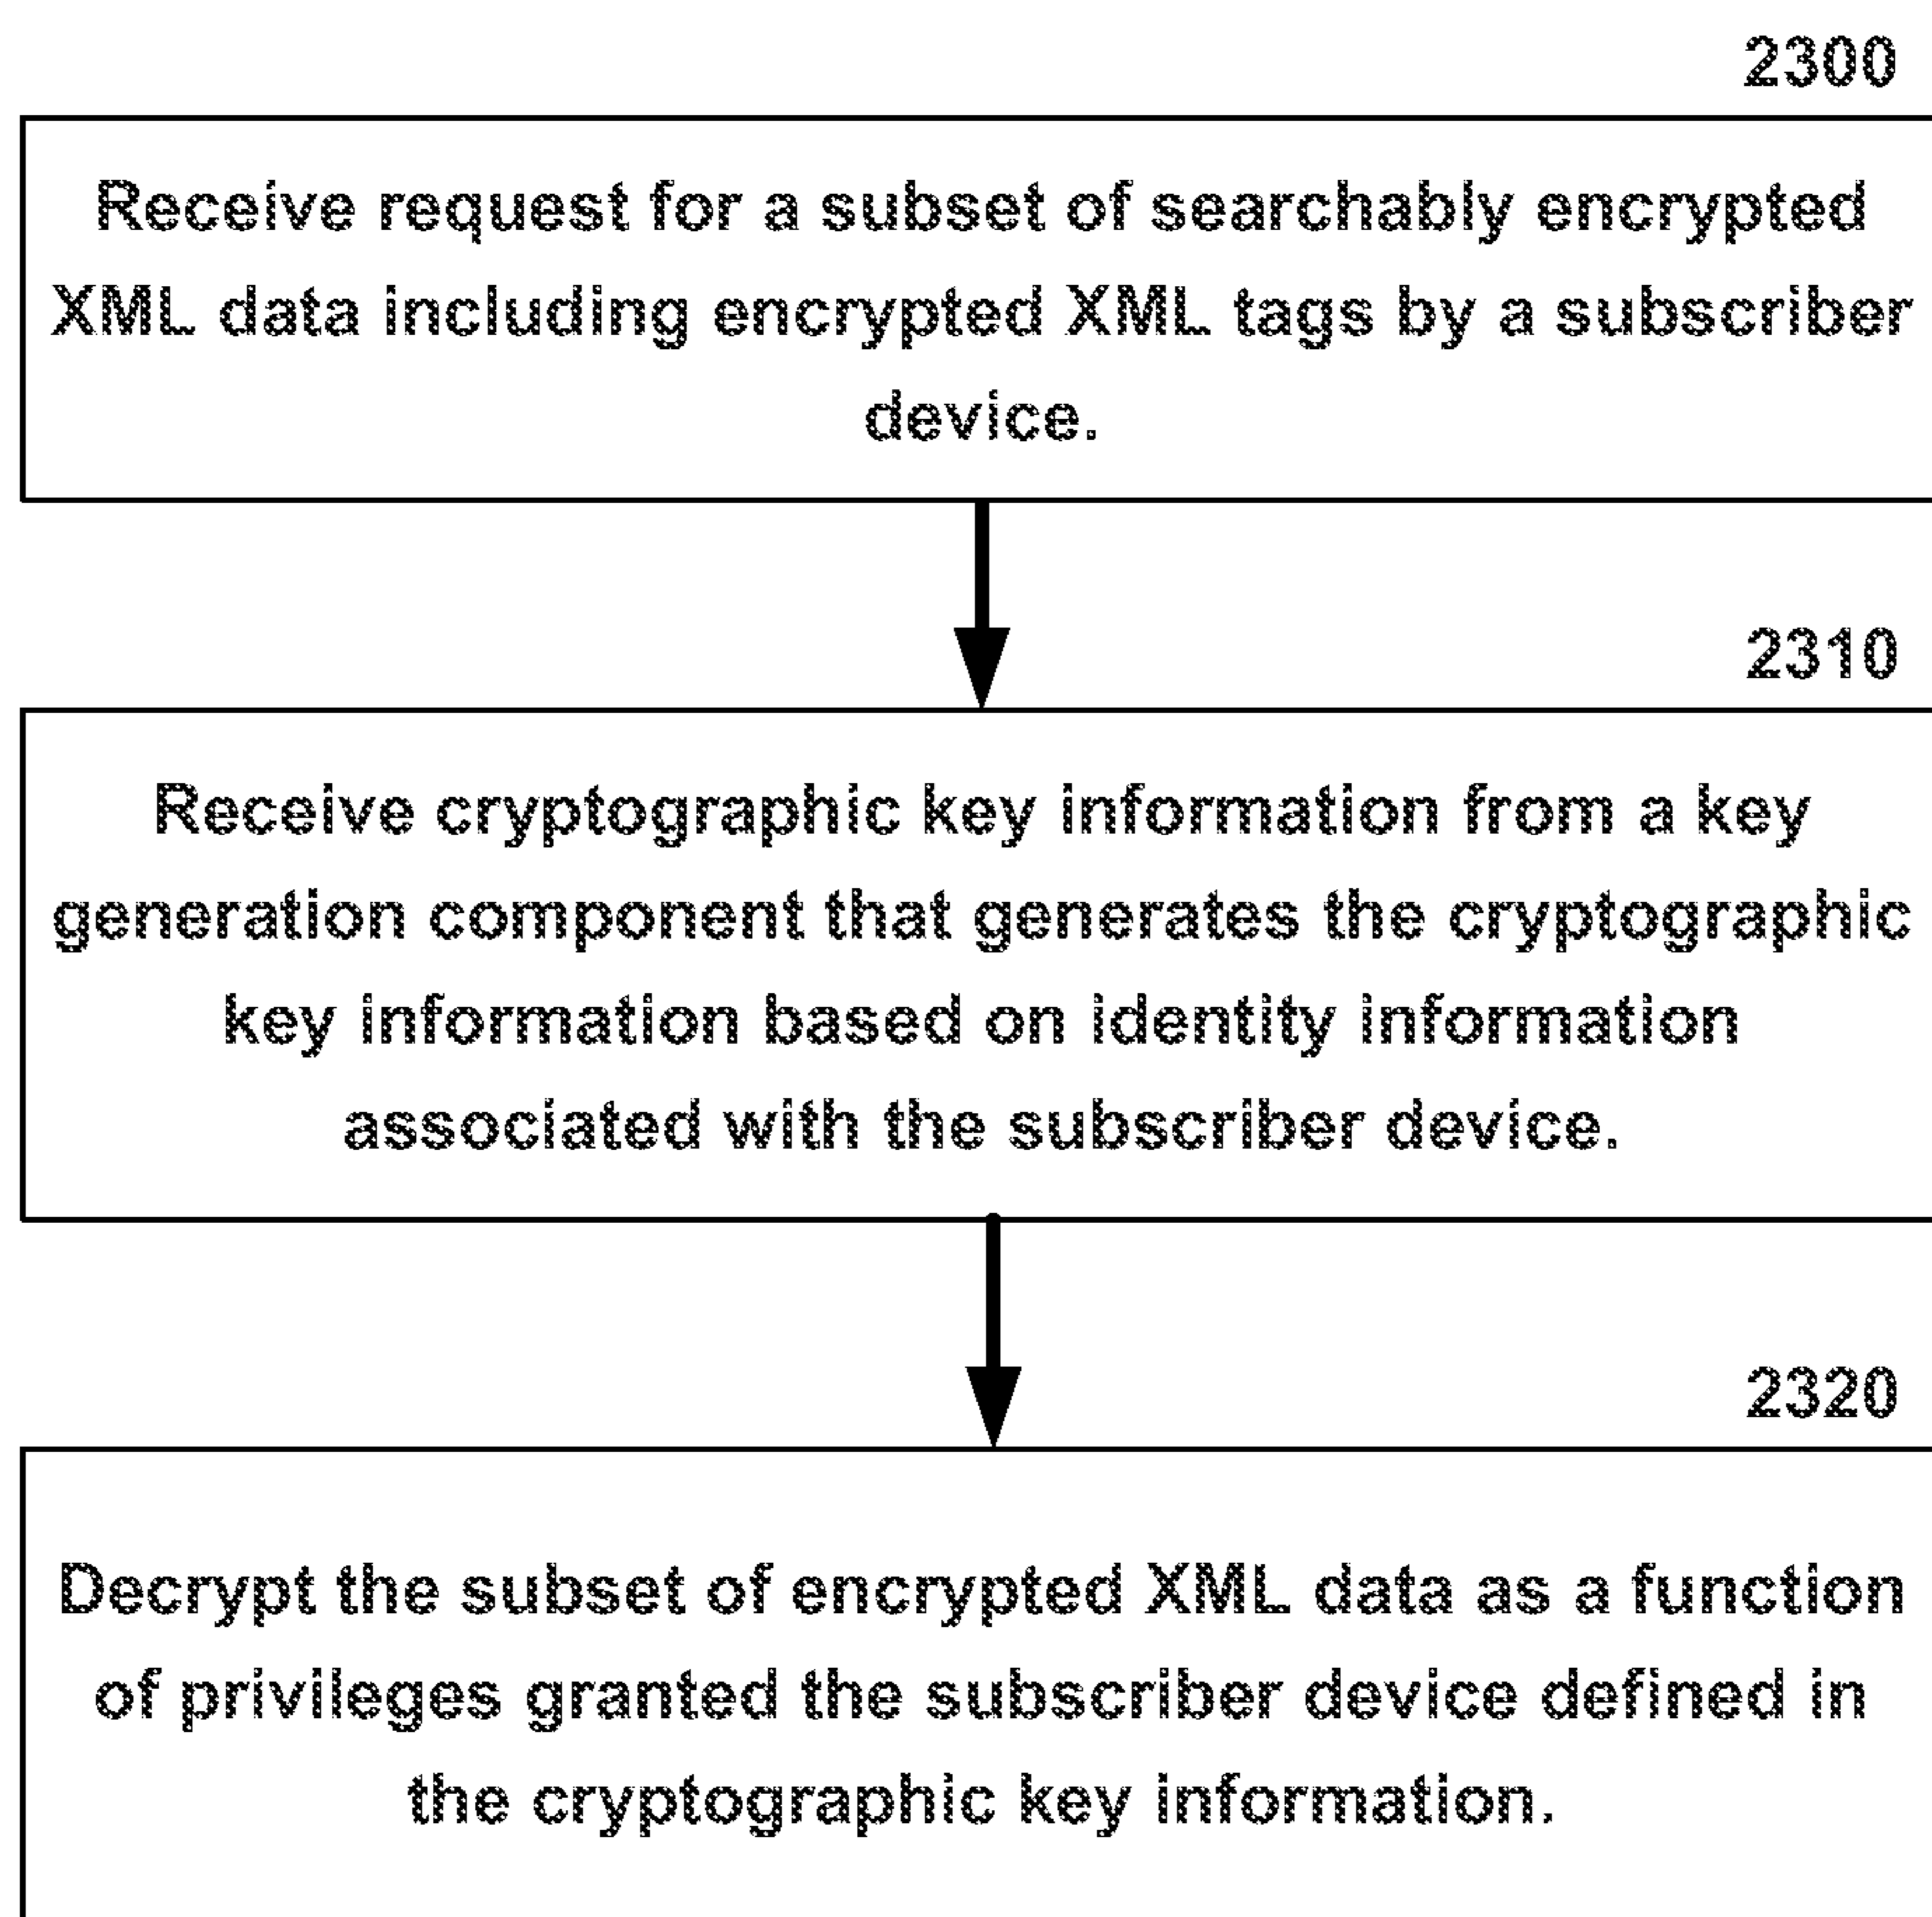 2300
Receive request for a subset of searchably encrypted
XML data including encrypted XML tags by a subscriber
device.
2310
Receive cryptographic key information from a key
generation component that generates the cryptographic
key information based on identity information
associated with the subscriber device.
2320
Decrypt the subset of encrypted XML data as a function
of privileges granted the subscriber device defined in
the cryptographic key information.